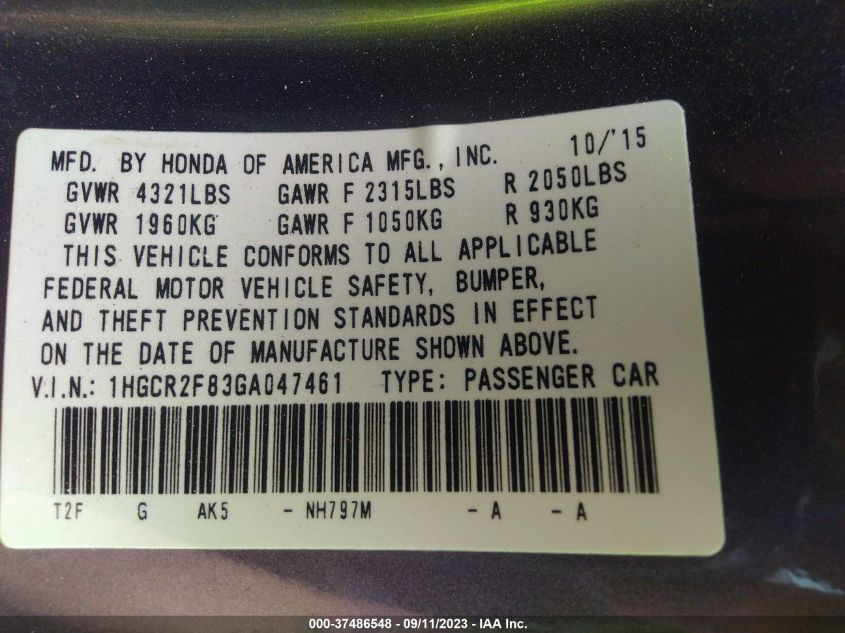 MFD. BY HONDA OF AMERICA MFG., INC. 10/'15
GVWR 4321LBS GAWR F 2315LBS R 2050LBS
GVWR 1960KG GAWR F 1050KG R 930KG
THIS VEHICLE CONFORMS TO ALL APPLICABLE
FEDERAL MOTOR VEHICLE SAFETY, BUMPER,
AND THEFT PREVENTION STANDARDS IN EFFECT
ON THE DATE OF MANUFACTURE SHOWN ABOVE.
V.I.N.: 1HGCR2F83GA047461 TYPE: PASSENGER CAR
T2F G AK5 - NH797M - A - A
000-37486548 - 09/11/2023 - IAA Inc.